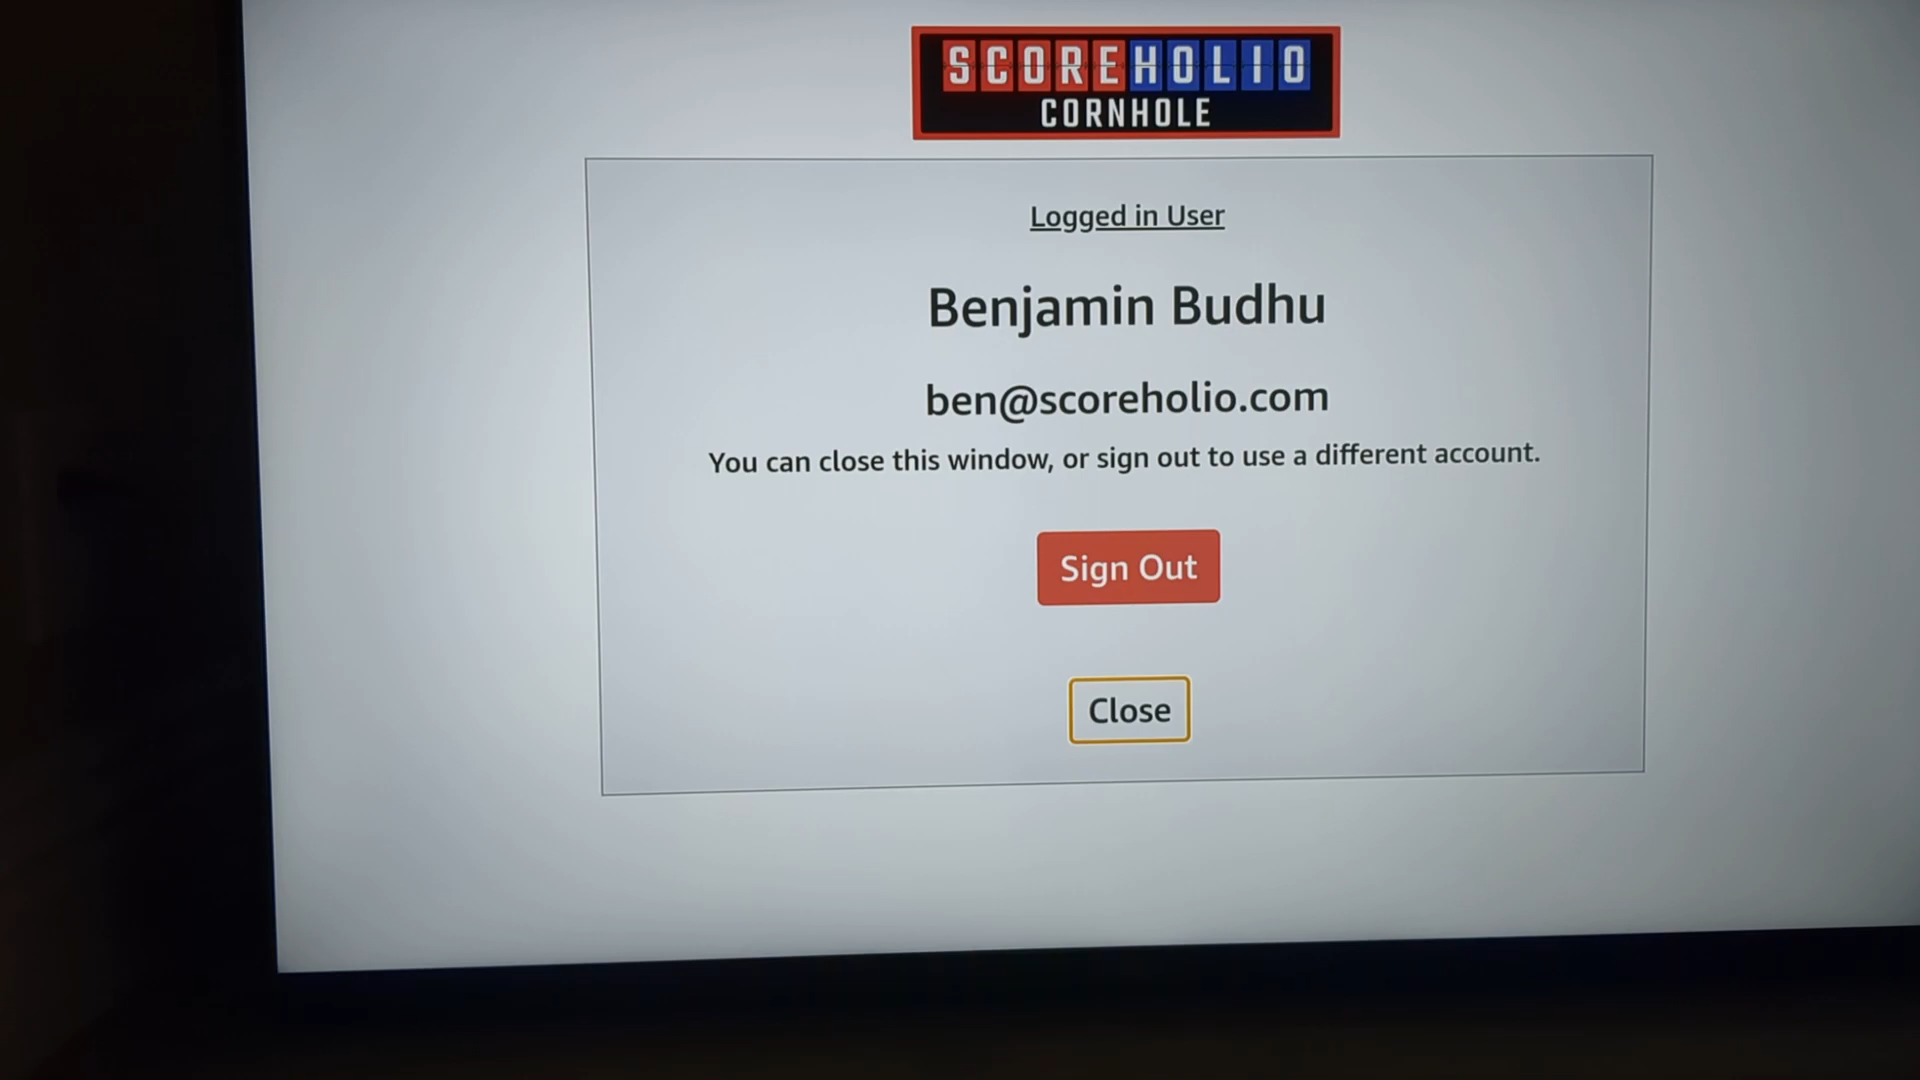 SCOREHOLIO
CORNHOLE
Logged in User
Benjamin Budhu
ben@scoreholio.com
You can close this window, or sign out to use a different account.
Sign Out
Close